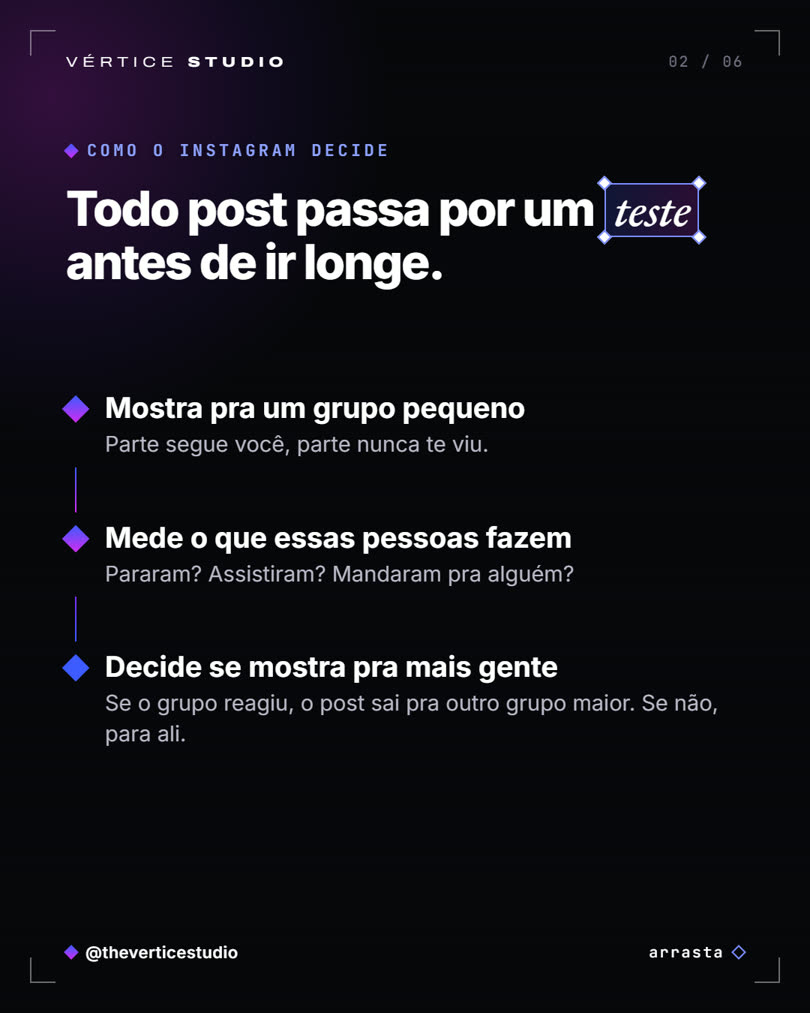 VÉRTICE STUDIO
02 / 06
COMO O INSTAGRAM DECIDE
Todo post passa por um teste
antes de ir longe.
Mostra pra um grupo pequeno
Parte segue você, parte nunca te viu.
Mede o que essas pessoas fazem
Pararam? Assistiram? Mandaram pra alguém?
Decide se mostra pra mais gente
Se o grupo reagiu, o post sai pra outro grupo maior. Se não,
para ali.
@theverticestudio
arrasta